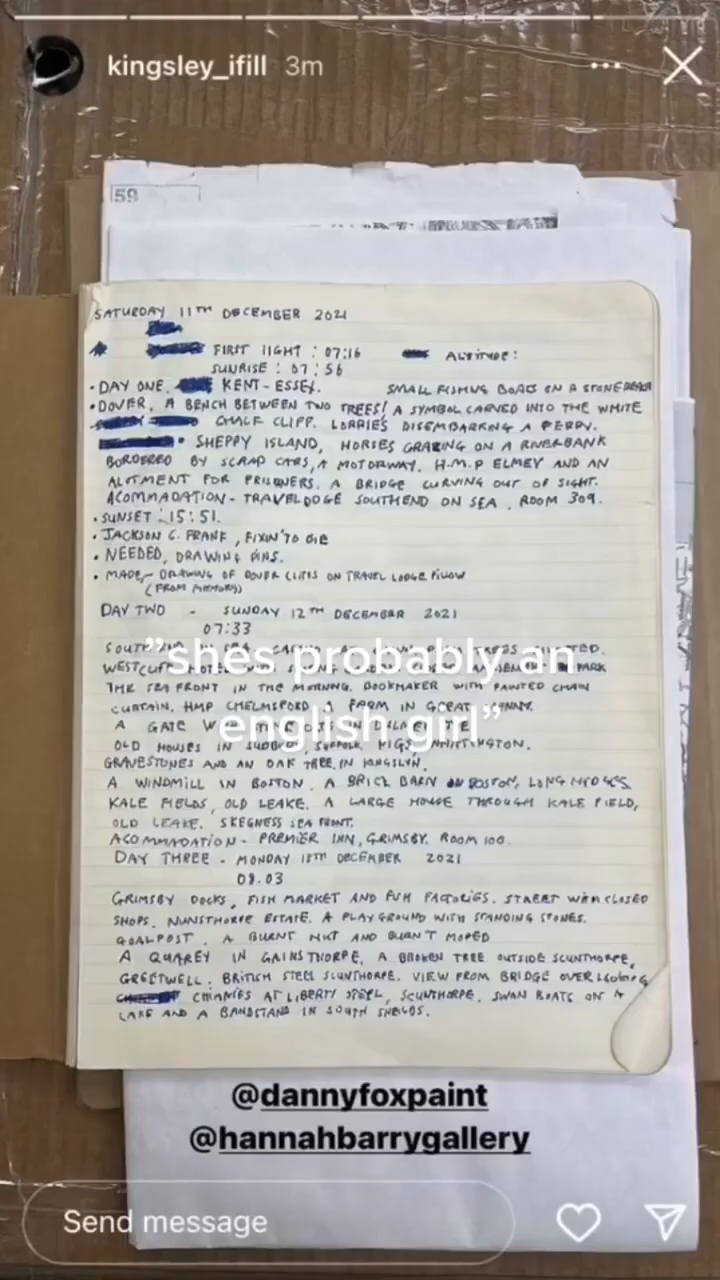 kingsley_ifill 3m
59
SATURDAY 11TH DECEMBER 2021
FIRST LIGHT : 07:16 ALTITUDE :
SUNRISE : 07:56
• DAY ONE, KENT - ESSEX. SMALL FISHING BOATS ON A STONE BEACH
• DOVER, A BENCH BETWEEN TWO TREES! A SYMBOL CARVED INTO THE WHITE
CHALK CLIFF. LORRIES DISEMBARKING A FERRY.
• SHEPPY ISLAND, HORSES GRAZING ON A RIVERBANK
BORDERED BY SCRAP CARS, A MOTORWAY. H.M.P ELMEY AND AN
ALOTMENT FOR PRISONERS. A BRIDGE CURVING OUT OF SIGHT.
ACOMMADATION - TRAVELDOGE SOUTHEND ON SEA. ROOM 309.
• SUNSET : 15:51.
• JACKSON C. FRANK, FIXIN' TO DIE
• NEEDED, DRAWING PINS.
• MADE, - DRAWING OF DOVER CLIFFS ON TRAVEL LODGE PILLOW
(FROM MEMORY)
DAY TWO - SUNDAY 12TH DECEMBER 2021
07:33
"shes probably an
english girl"
THE SEA FRONT IN THE MORNING. BOOKMAKER WITH PAINTED CHAIN
CURTAIN. HMP CHELMSFORD. A FARM IN GREAT
A GATE
OLD HOUSES IN SUDBURY, SUFFOLK. PIGS,
GRAVESTONES AND AN OAK TREE IN KINGSLYN.
A WINDMILL IN BOSTON. A BRICK BARN BOSTON, LONG HEDGES
KALE FIELDS, OLD LEAKE. A LARGE HOUSE THROUGH KALE FIELD,
OLD LEAKE. SKEGNESS SEA FRONT.
ACOMMADATION - PREMIER INN, GRIMSBY. ROOM 100.
DAY THREE - MONDAY 13TH DECEMBER 2021
08.03
GRIMSBY DOCKS, FISH MARKET AND FISH FACTORIES. STREET WITH CLOSED
SHOPS. NUNSTHORPE ESTATE. A PLAYGROUND WITH STANDING STONES.
GOALPOST. A BURNT HUT AND BURNT MOPED
A QUAREY IN GAINSTHORPE, A BROKEN TREE OUTSIDE SCUNTHORPE,
GREETWELL. BRITISH STEEL SCUNTHORPE. VIEW FROM BRIDGE OVER
CHIMNIES AT LIBERTY STEEL, SCUNTHORPE. SWAN BOATS ON A
LAKE AND A BANDSTAND IN SOUTH SHEILDS.
@dannyfoxpaint
@hannahbarrygallery
Send message